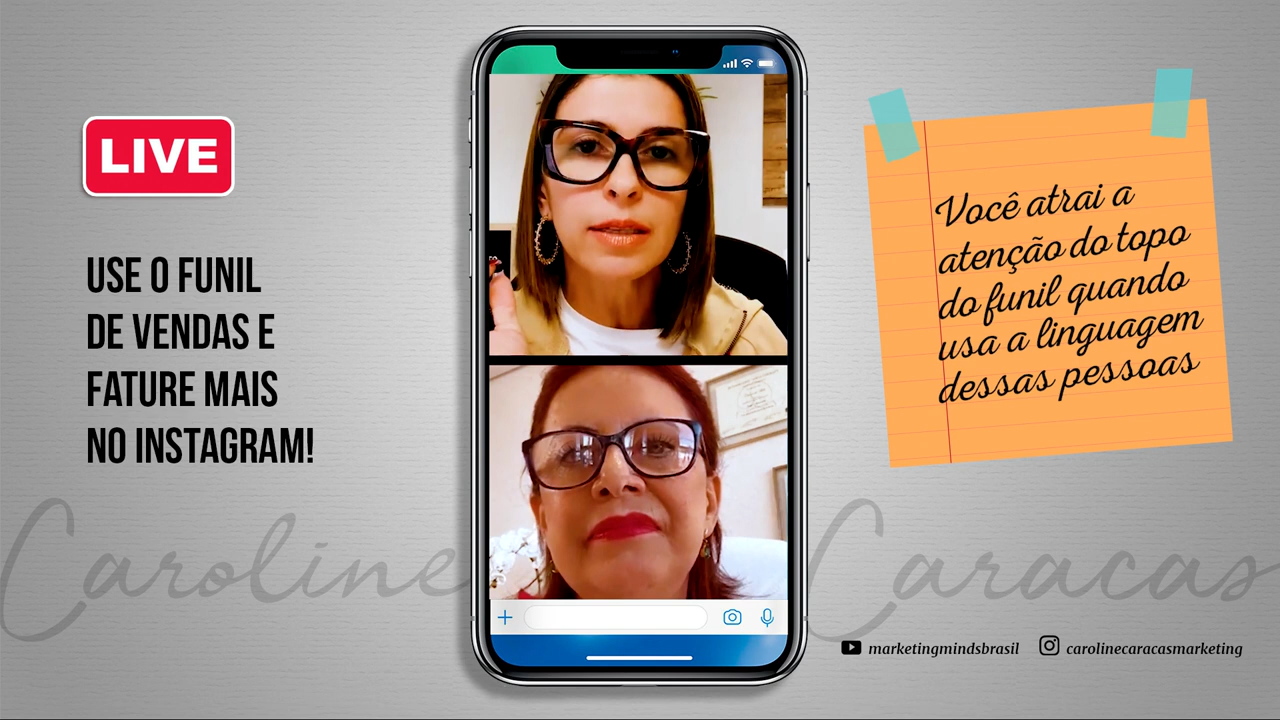 LIVE
USE O FUNIL
DE VENDAS E
FATURE MAIS
NO INSTAGRAM!
Você atrai a
atenção do topo
do funil quando
usa a linguagem
dessas pessoas
Caroline Caracas
marketingmindsbrasil
carolinecaracasmarketing